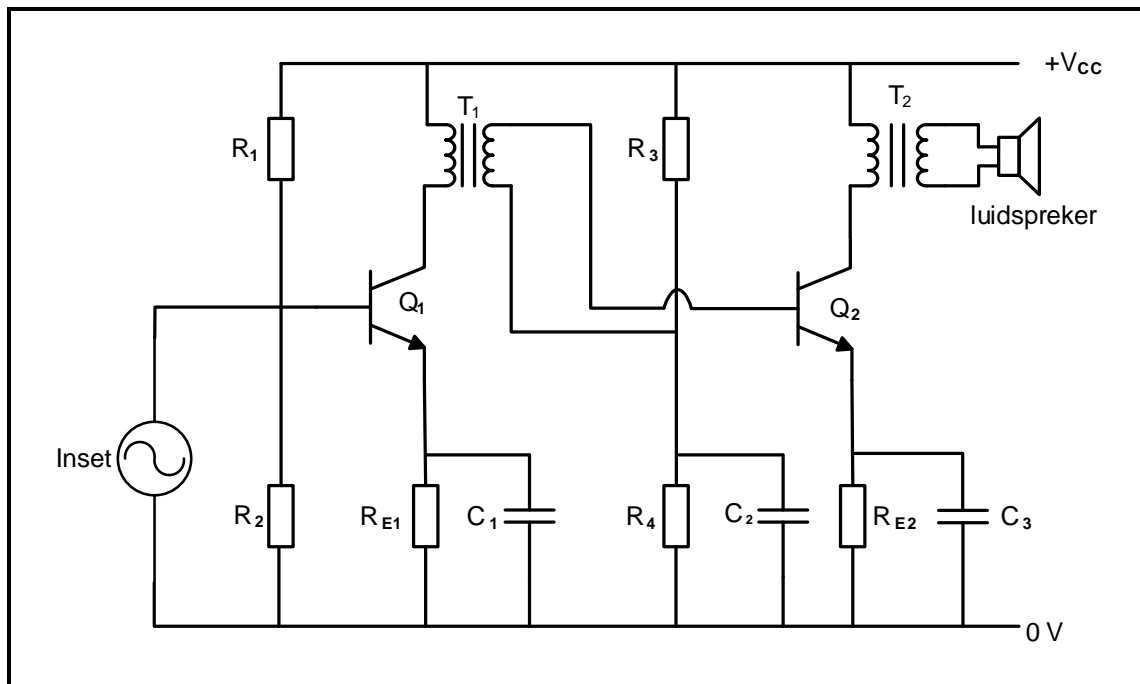 +VCC
T1
T2
R1
R3
luidspreker
Q1
Q2
Inset
R2
RE1
C1
R4
C2
RE2
C3
0 V